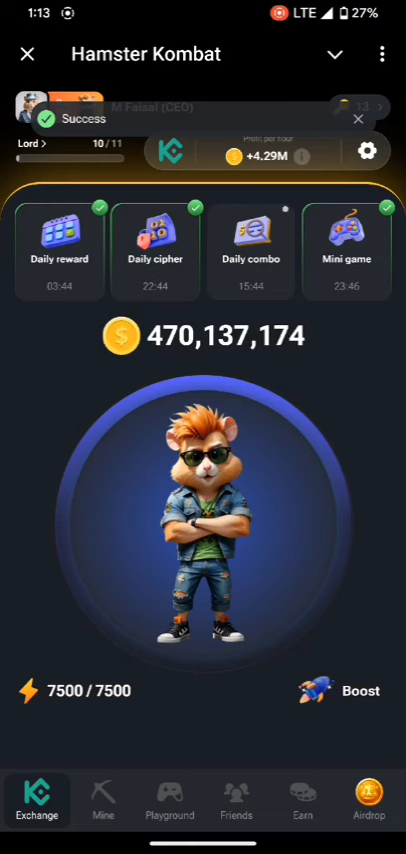 1:13 LTE 27%
Hamster Kombat
M Faisal (CEO) 13 >
Success
Lord > 10 / 11
Profit per hour
+4.29M
Daily reward Daily cipher Daily combo Mini game
03:44 22:44 15:44 23:46
470,137,174
7500 / 7500 Boost
Exchange Mine Playground Friends Earn Airdrop